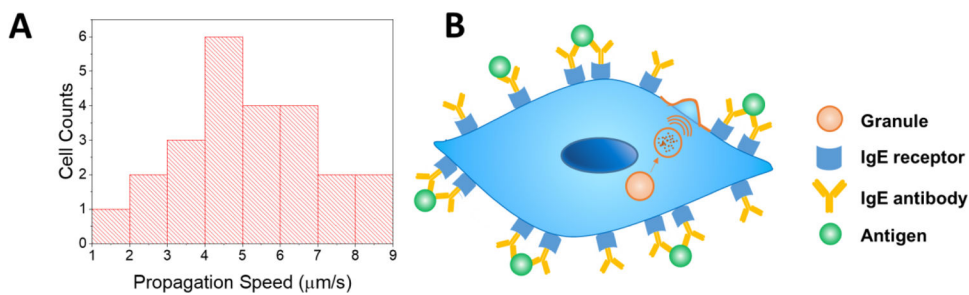 A
Cell Counts
6
5
4
3
2
1
0
1 2 3 4 5 6 7 8 9
Propagation Speed (μm/s)
B
Granule
IgE receptor
IgE antibody
Antigen